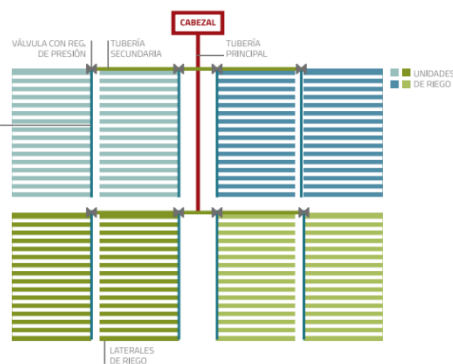 CABEZAL
VÁLVULA CON REG.
DE PRESIÓN
TUBERÍA
SECUNDARIA
TUBERÍA
PRINCIPAL
UNIDADES
DE RIEGO
LATERALES
DE RIEGO